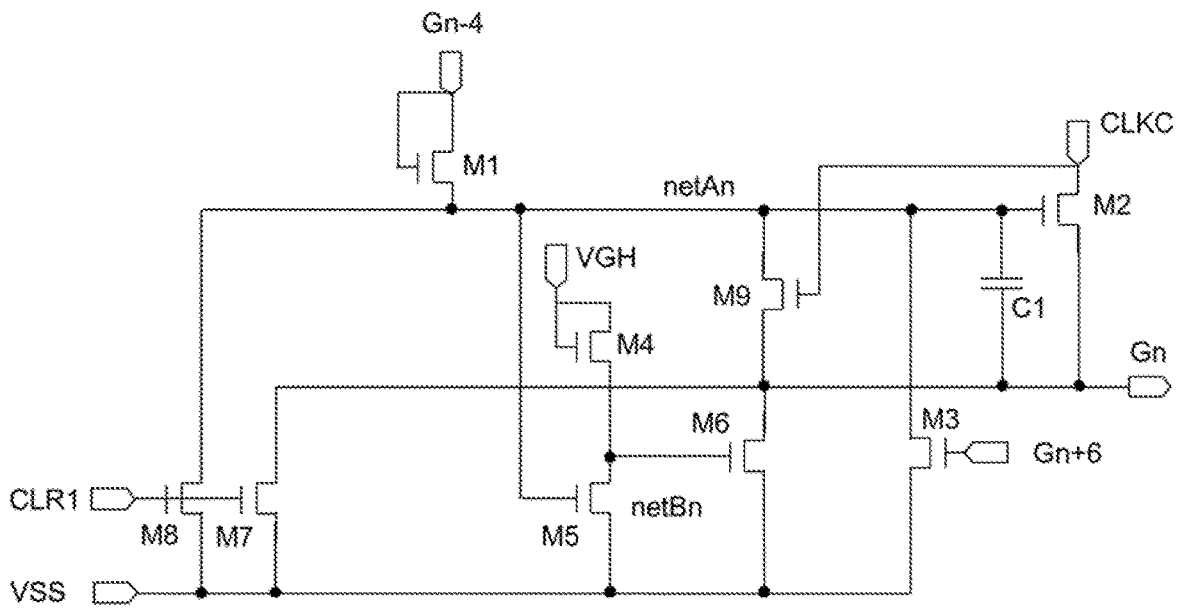 Gn-4
CLKC
M1
netAn
M2
VGH
M9
C1
M4
Gn
M6
M3
Gn+6
CLR1
netBn
M8
M7
M5
VSS